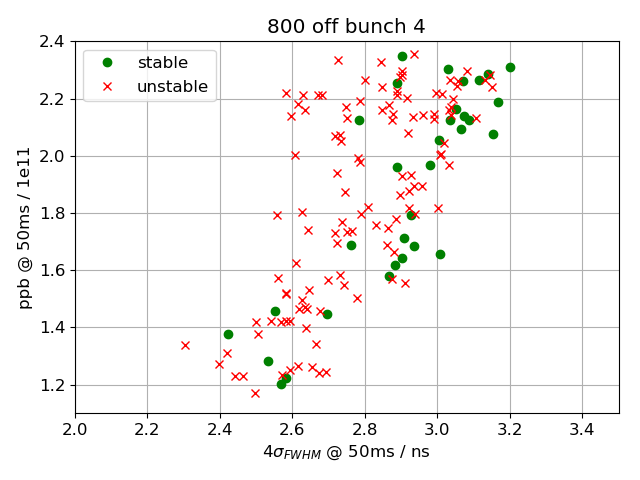 800 off bunch 4
stable
unstable
2.4
2.2
2.0
1.8
1.6
1.4
1.2
ppb @ 50ms / 1e11
2.0 2.2 2.4 2.6 2.8 3.0 3.2 3.4
4σ_FWHM @ 50ms / ns